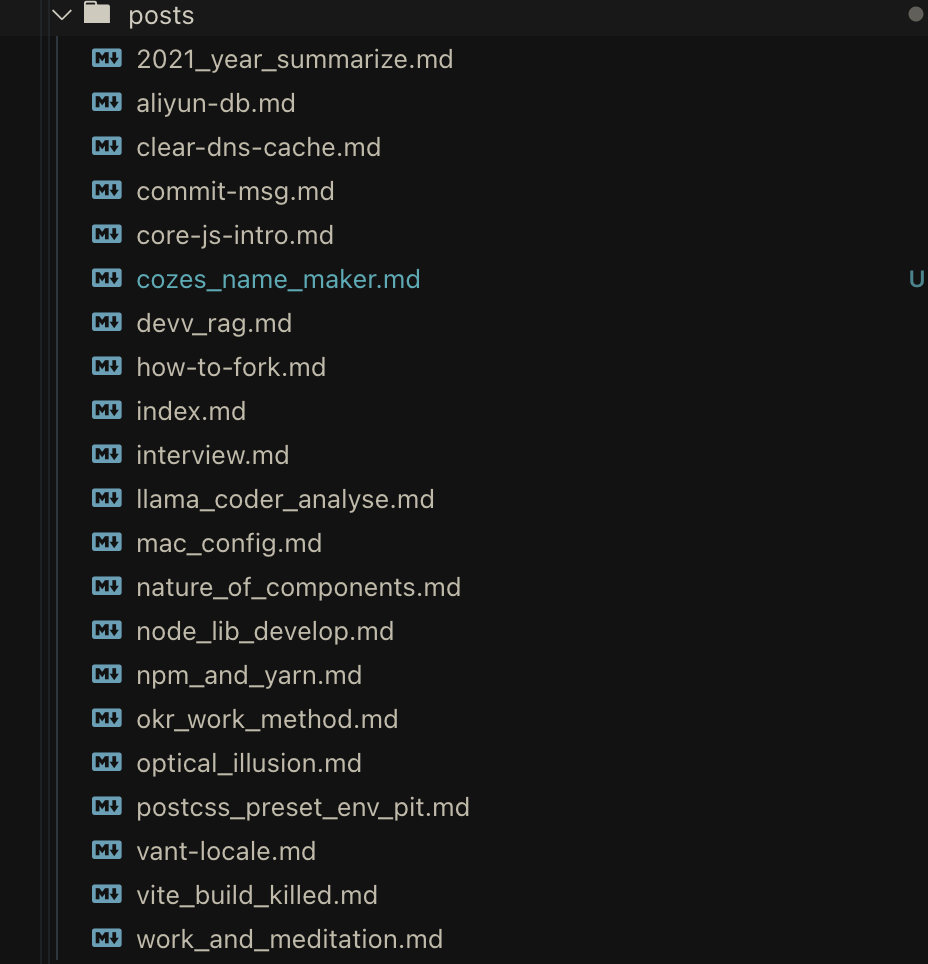 posts
M↓ 2021_year_summarize.md
M↓ aliyun-db.md
M↓ clear-dns-cache.md
M↓ commit-msg.md
M↓ core-js-intro.md
M↓ cozes_name_maker.md U
M↓ devv_rag.md
M↓ how-to-fork.md
M↓ index.md
M↓ interview.md
M↓ llama_coder_analyse.md
M↓ mac_config.md
M↓ nature_of_components.md
M↓ node_lib_develop.md
M↓ npm_and_yarn.md
M↓ okr_work_method.md
M↓ optical_illusion.md
M↓ postcss_preset_env_pit.md
M↓ vant-locale.md
M↓ vite_build_killed.md
M↓ work_and_meditation.md